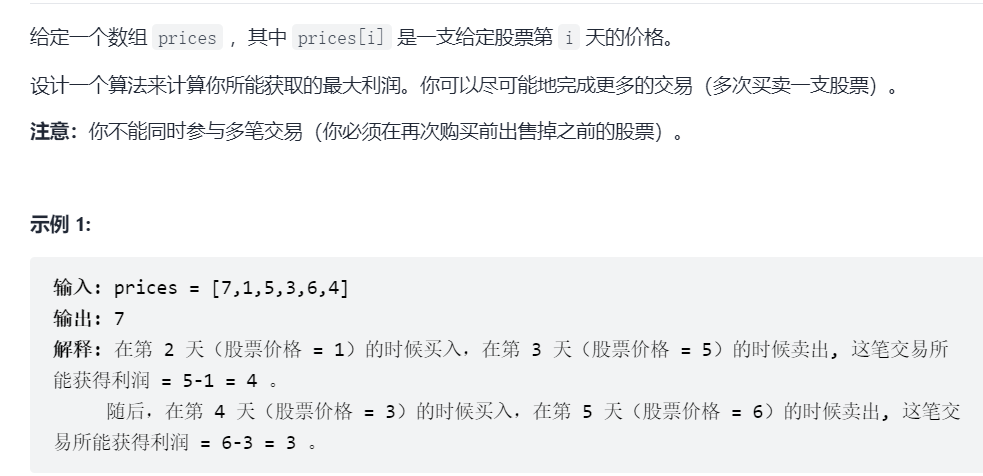 给定一个数组 prices ，其中 prices[i] 是一支给定股票第 i 天的价格。
设计一个算法来计算你所能获取的最大利润。你可以尽可能地完成更多的交易（多次买卖一支股票）。
注意：你不能同时参与多笔交易（你必须在再次购买前出售掉之前的股票）。
示例 1:
输入: prices = [7,1,5,3,6,4]
输出: 7
解释: 在第 2 天（股票价格 = 1）的时候买入，在第 3 天（股票价格 = 5）的时候卖出, 这笔交易所
能获得利润 = 5-1 = 4 。
随后，在第 4 天（股票价格 = 3）的时候买入，在第 5 天（股票价格 = 6）的时候卖出, 这笔交
易所能获得利润 = 6-3 = 3 。